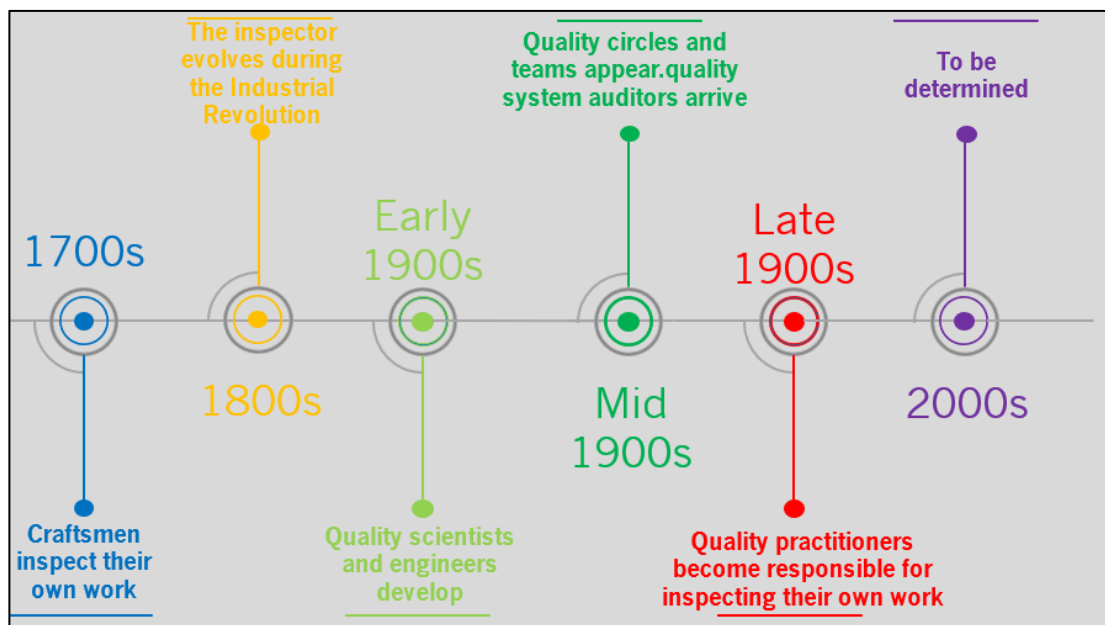 The inspector
evolves during
the Industrial
Revolution
Quality circles and
teams appear.quality
system auditors arrive
To be
determined
1700s
Early
1900s
Late
1900s
1800s
Mid
1900s
2000s
Craftsmen
inspect their
own work
Quality scientists
and engineers
develop
Quality practitioners
become responsible for
inspecting their own work